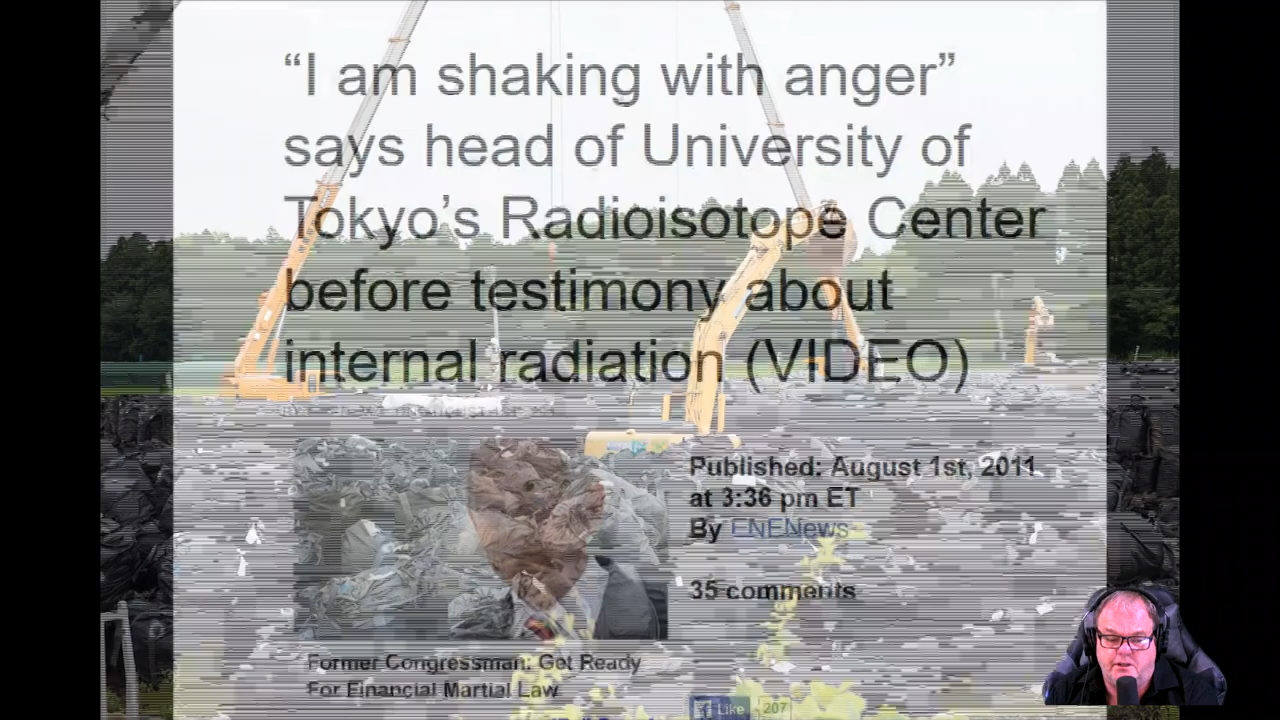 “I am shaking with anger”
says head of University of
Tokyo’s Radioisotope Center
before testimony about
internal radiation (VIDEO)
Published: August 1st, 2011
at 3:36 pm ET
By ENENews
35 comments
Former Congressman: Get Ready
For Financial Martial Law
Like 207